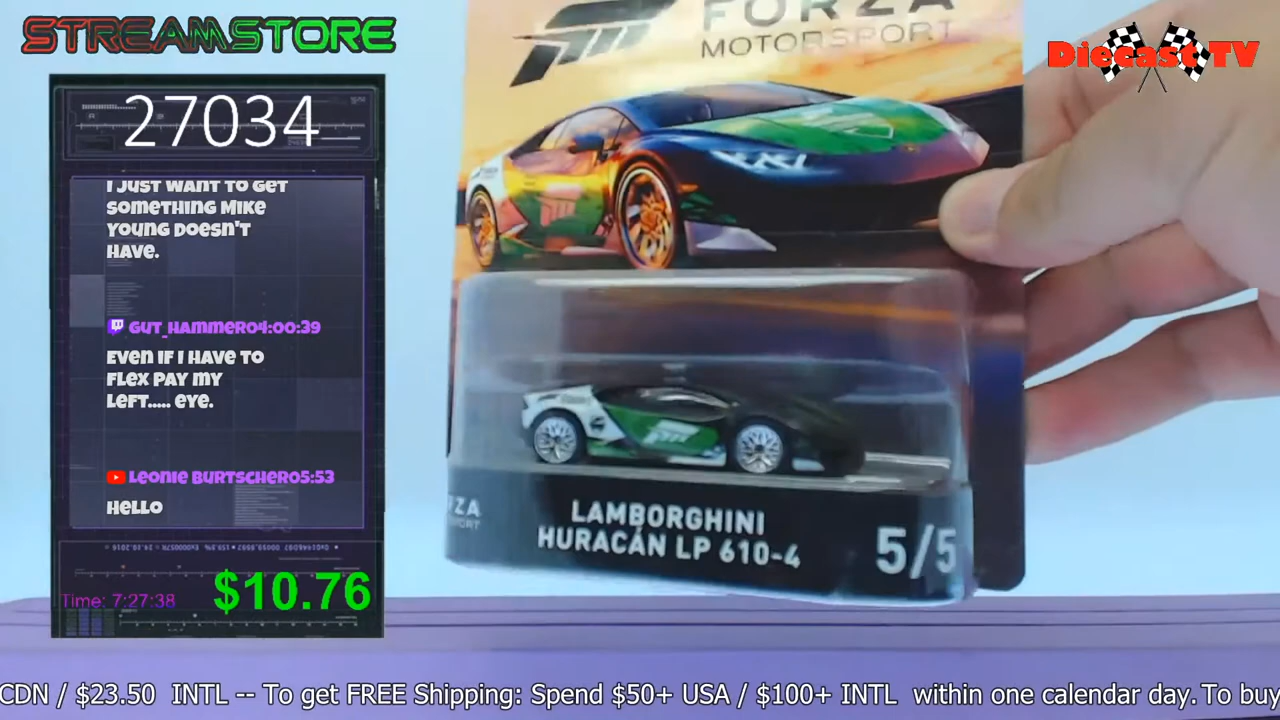 STREAMSTORE
27034
I just want to get
something Mike
Young doesn't
have.
Gut_Hammer04:00:39
Even if I have to
flex pay my
left..... eye.
Leonie Burtscher05:53
Hello
Time: 7:27:38
$10.76
FORZA
MOTORSPORT
Diecast TV
ZA
ORT
LAMBORGHINI
HURACÁN LP 610-4
5/5
CDN / $23.50 INTL -- To get FREE Shipping: Spend $50+ USA / $100+ INTL within one calendar day. To buy